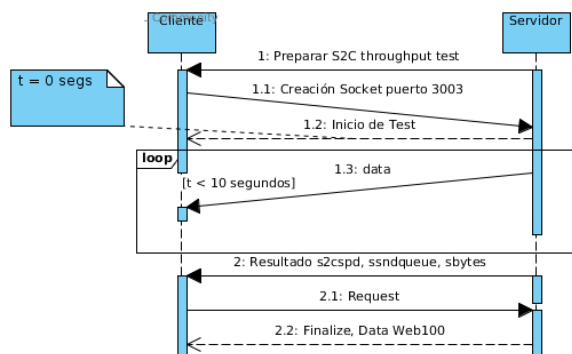 Cliente
Servidor
1: Preparar S2C throughput test
t = 0 segs
1.1: Creación Socket puerto 3003
1.2: Inicio de Test
loop
1.3: data
[t < 10 segundos]
2: Resultado s2cspd, ssndqueue, sbytes
2.1: Request
2.2: Finalize, Data Web100